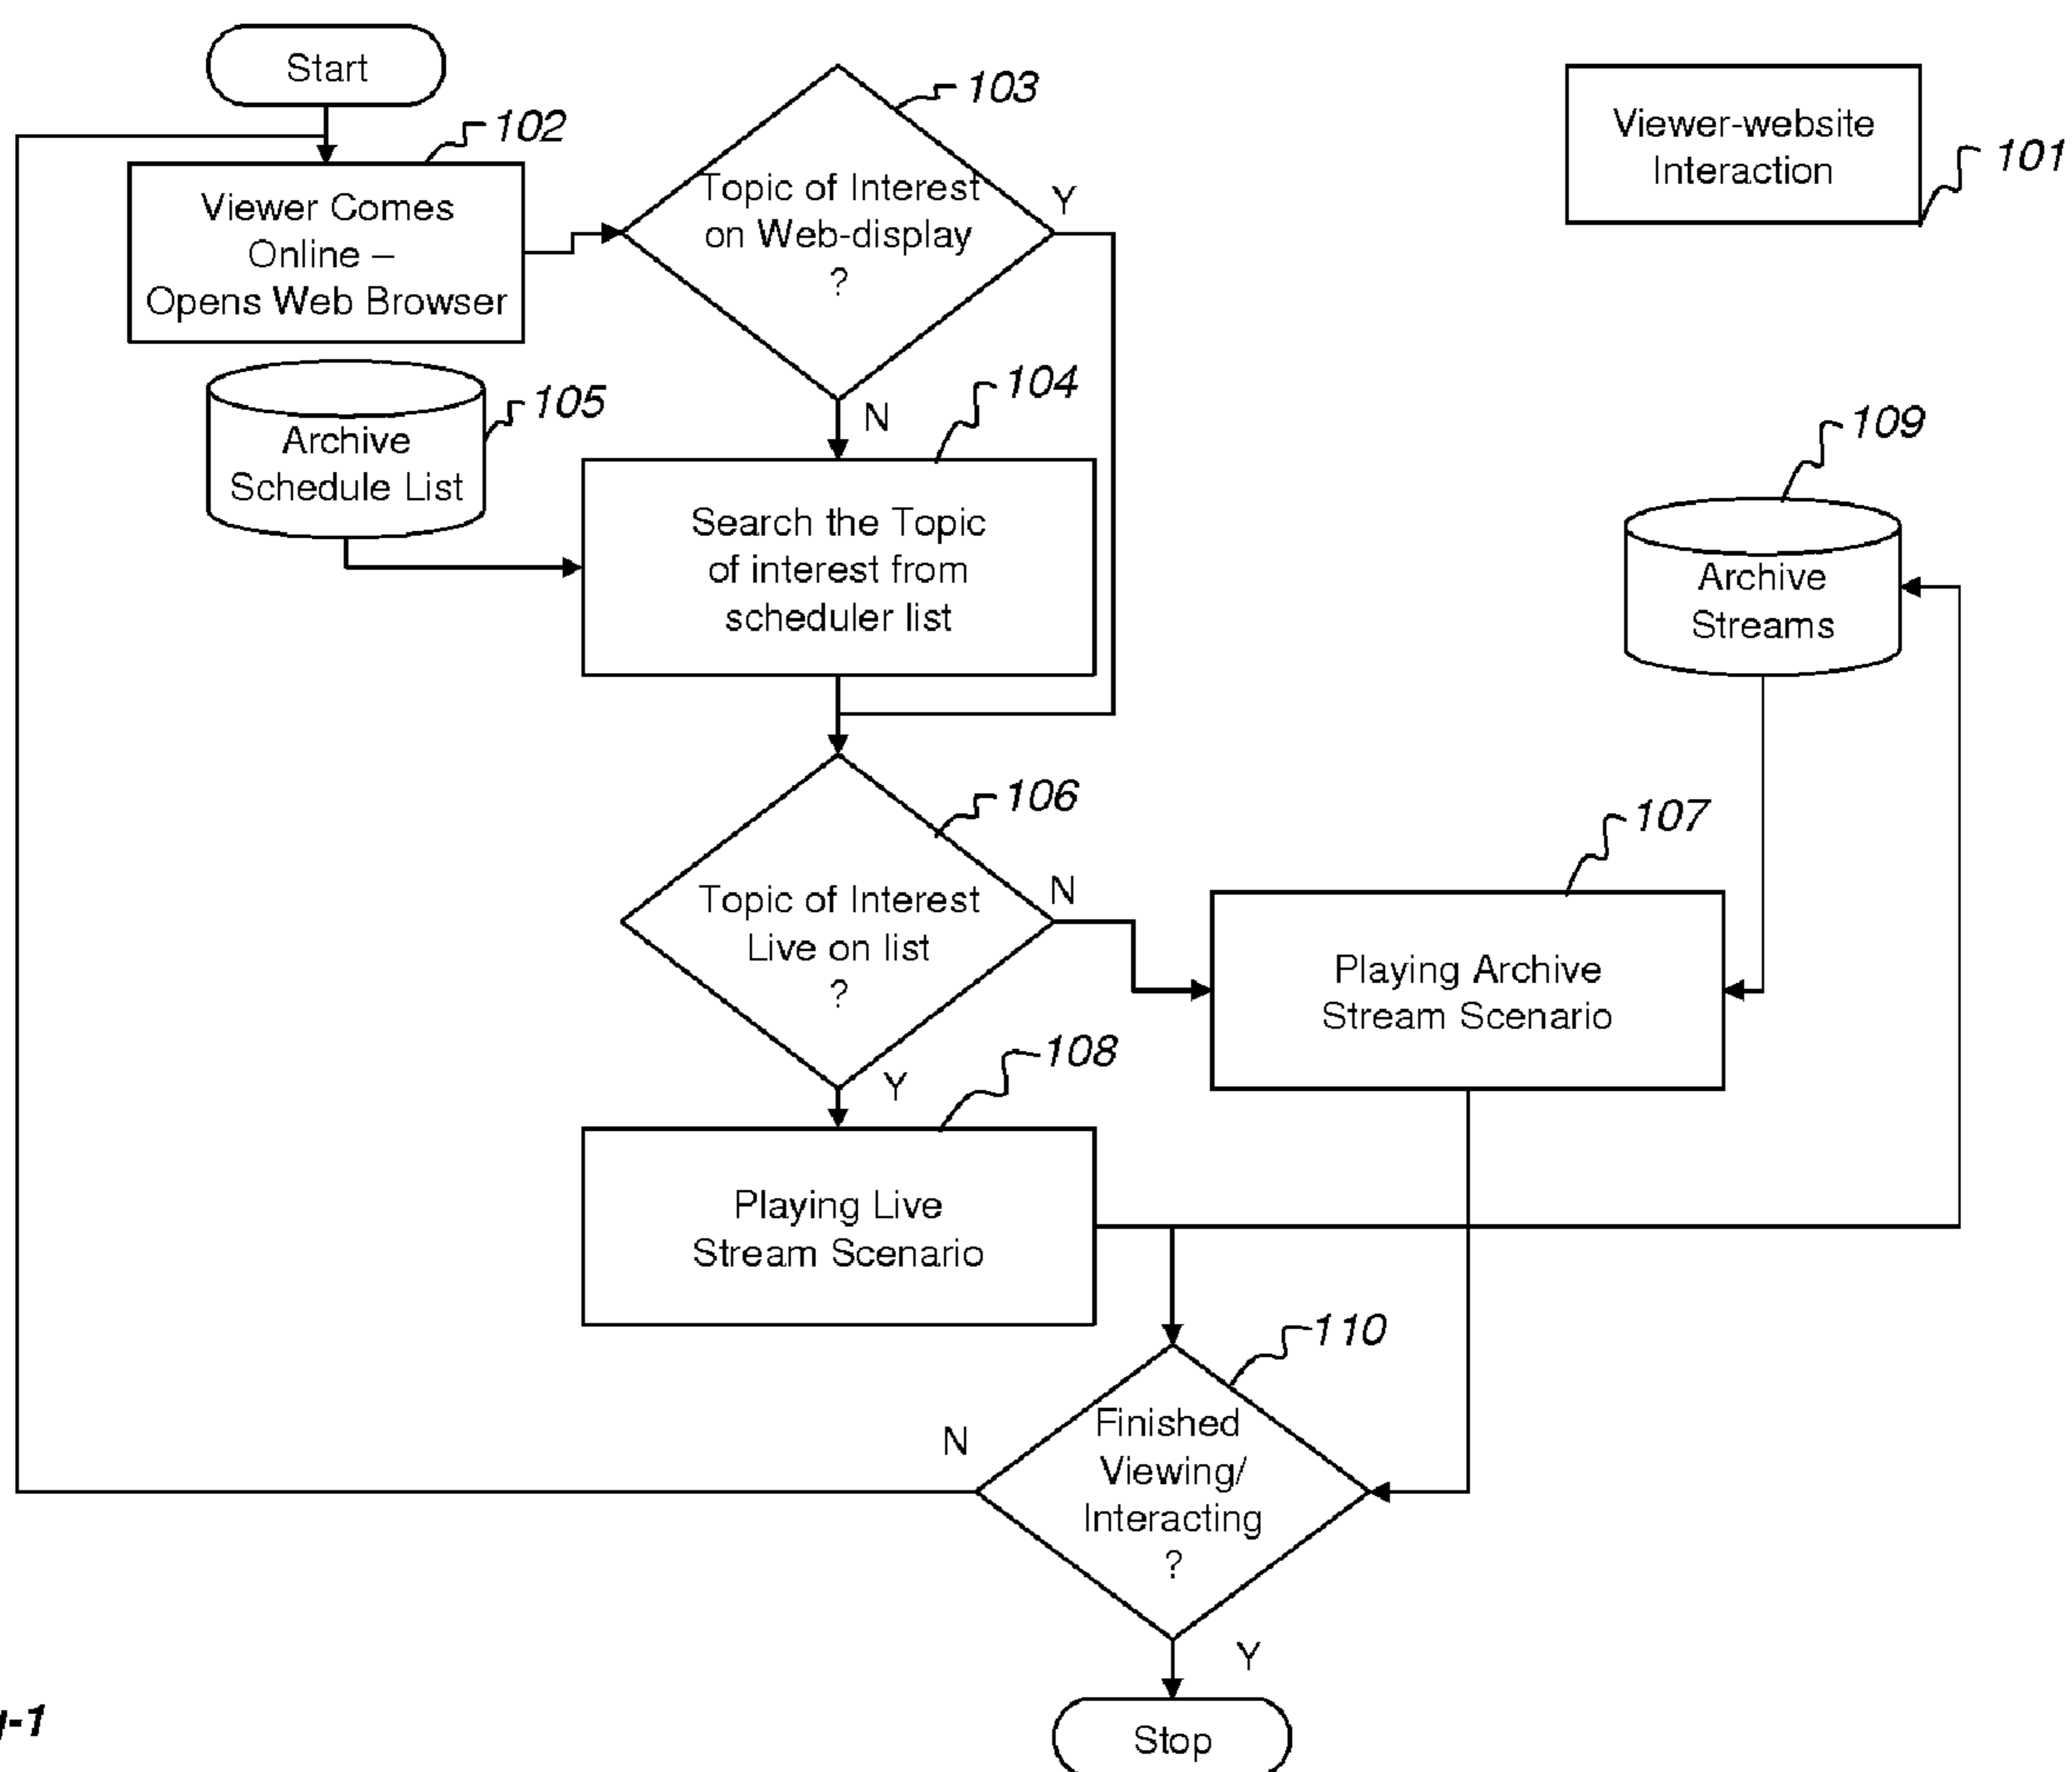 Start
102
Viewer Comes
Online –
Opens Web Browser
103
Topic of Interest
on Web-display
?
Y
N
Viewer-website
Interaction
101
105
Archive
Schedule List
104
Search the Topic
of interest from
scheduler list
109
Archive
Streams
106
Topic of Interest
Live on list
?
N
Y
107
Playing Archive
Stream Scenario
108
Playing Live
Stream Scenario
110
Finished
Viewing/
Interacting
?
N
Y
Stop
-1